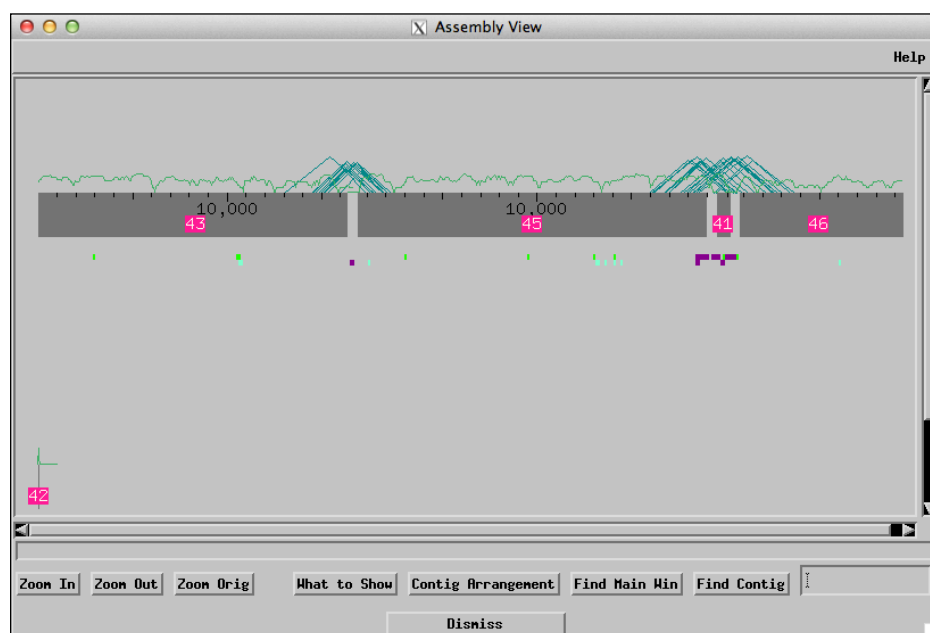 Assembly View
Help
10,000 10,000
43 45 41 46
42
Zoom In Zoom Out Zoom Orig What to Show Contig Arrangement Find Main Win Find Contig
Dismiss